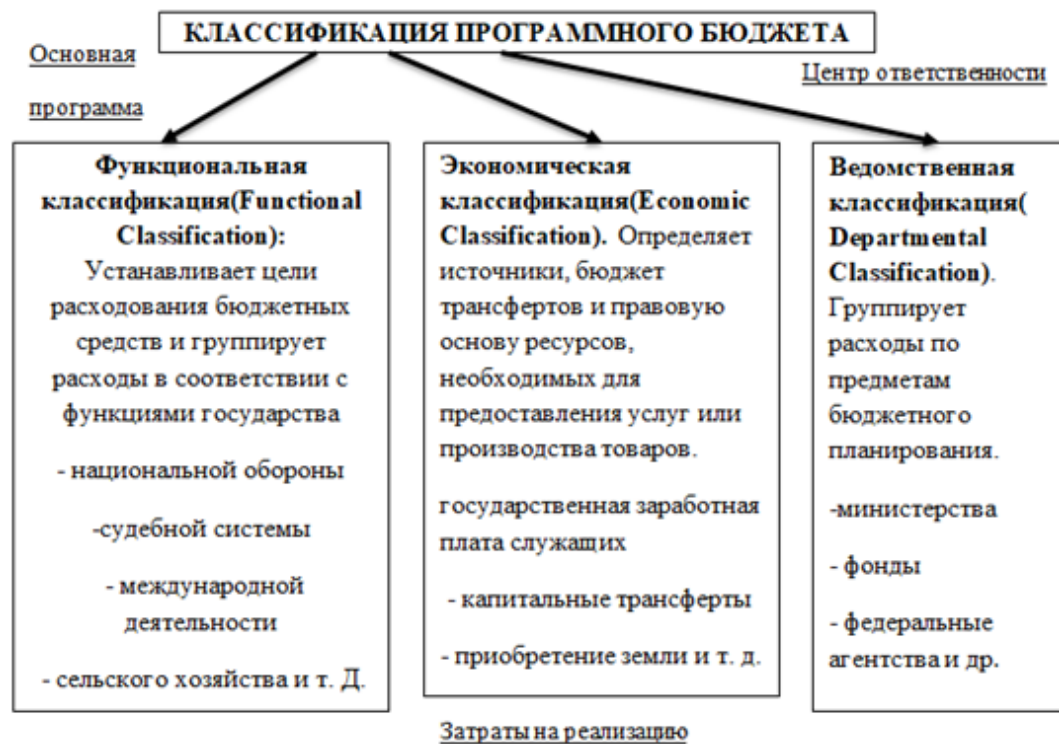 КЛАССИФИКАЦИЯ ПРОГРАММНОГО БЮДЖЕТА
Основная
программа
Центр ответственности
Функциональная
классификация(Functional
Classification):
Устанавливает цели
расходования бюджетных
средств и группирует
расходы в соответствии с
функциями государства
- национальной обороны
-судебной системы
- международной
деятельности
- сельского хозяйства и т. Д.
Экономическая
классификация(Economic
Classification). Определяет
источники, бюджет
трансфертов и правовую
основу ресурсов,
необходимых для
предоставления услуг или
производства товаров.
государственная заработная
плата служащих
- капитальные трансферты
- приобретение земли и т. д.
Ведомственная
классификация(
Departmental
Classification).
Группирует
расходы по
предметам
бюджетного
планирования.
-министерства
- фонды
- федеральные
агентства и др.
Затраты на реализацию